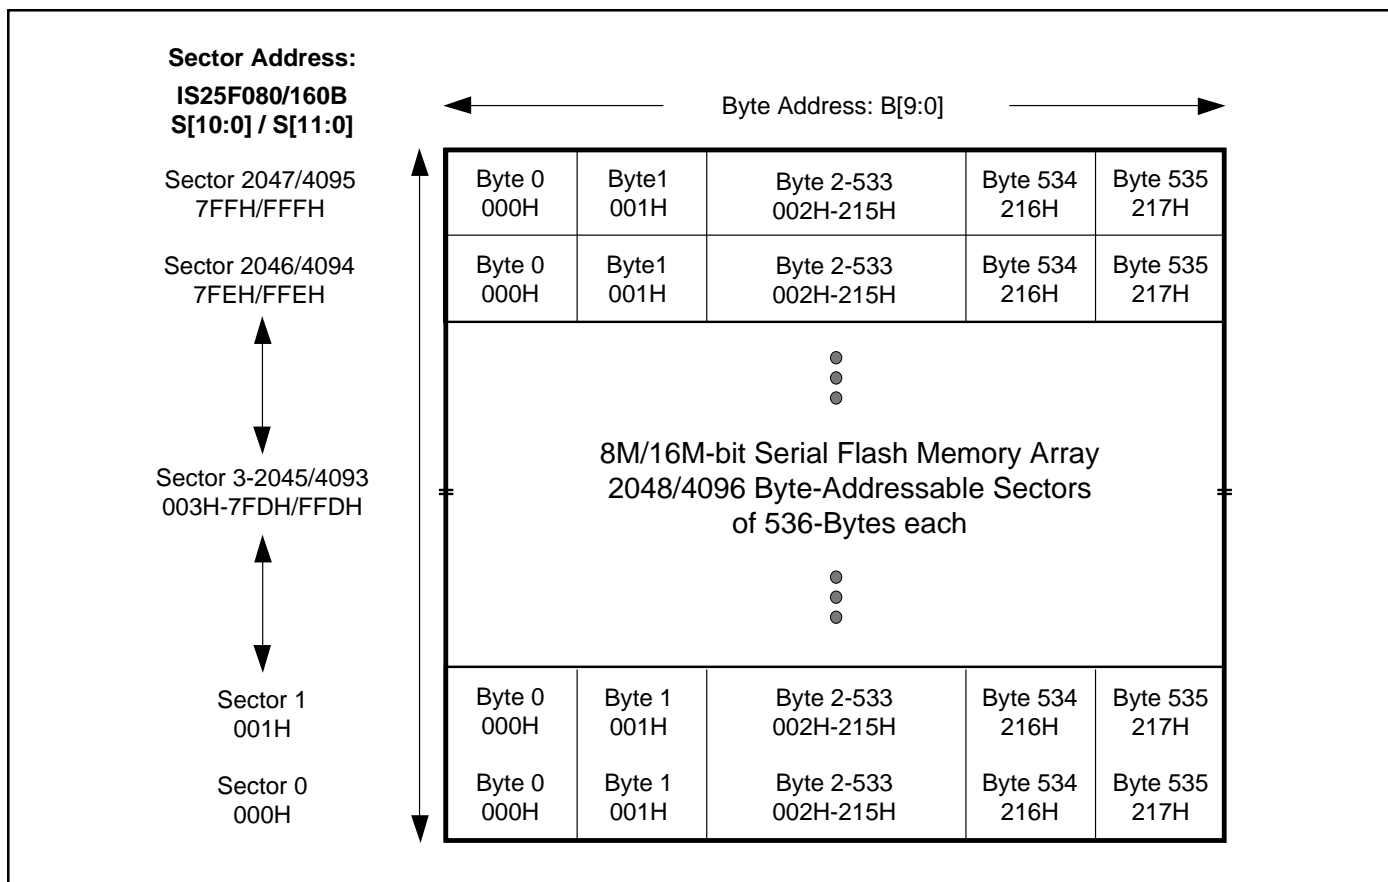 Sector Address:
IS25F080/160B
S[10:0] / S[11:0]
Byte Address: B[9:0]
Sector 2047/4095
7FFH/FFFH
Byte 0
000H
Byte1
001H
Byte 2-533
002H-215H
Byte 534
216H
Byte 535
217H
Sector 2046/4094
7FEH/FFEH
Byte 0
000H
Byte1
001H
Byte 2-533
002H-215H
Byte 534
216H
Byte 535
217H
Sector 3-2045/4093
003H-7FDH/FFDH
8M/16M-bit Serial Flash Memory Array
2048/4096 Byte-Addressable Sectors
of 536-Bytes each
Sector 1
001H
Byte 0
000H
Byte 1
001H
Byte 2-533
002H-215H
Byte 534
216H
Byte 535
217H
Sector 0
000H
Byte 0
000H
Byte 1
001H
Byte 2-533
002H-215H
Byte 534
216H
Byte 535
217H